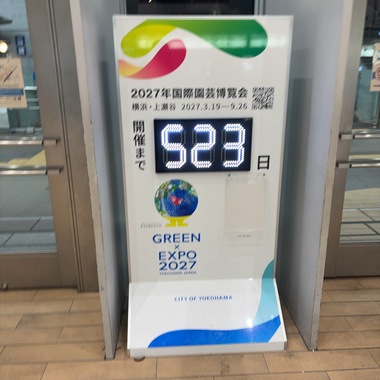 2027年国際園芸博覧会
横浜・上瀬谷 2027.3.19―9.26
開催まで
523
日
GREEN
×
EXPO
2027
YOKOHAMA JAPAN
CITY OF YOKOHAMA